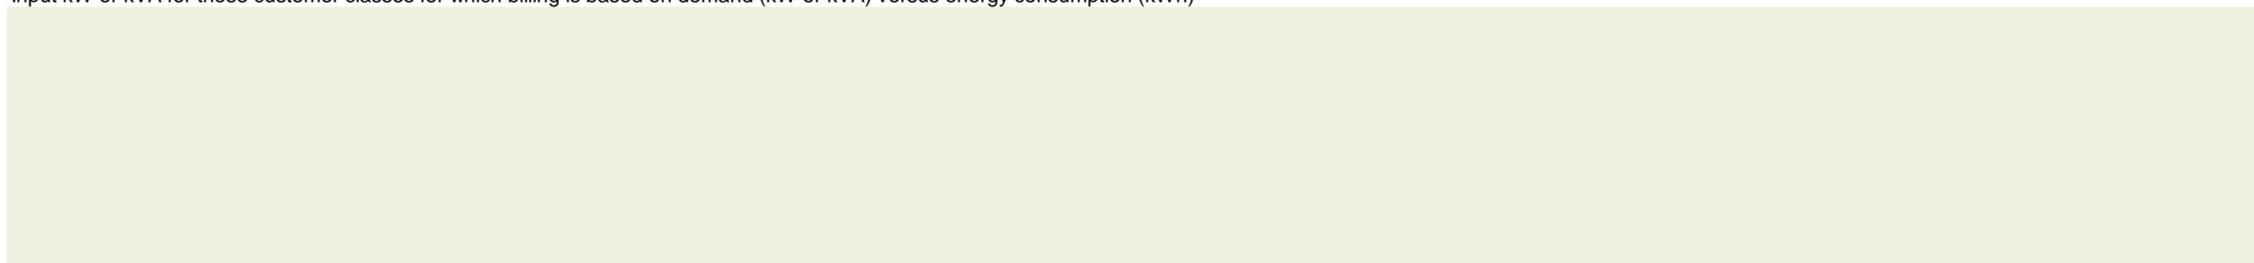 Input kW or kVA for those customer classes for which billing is based on demand (kW or kVA) versus energy consumption (kWh)